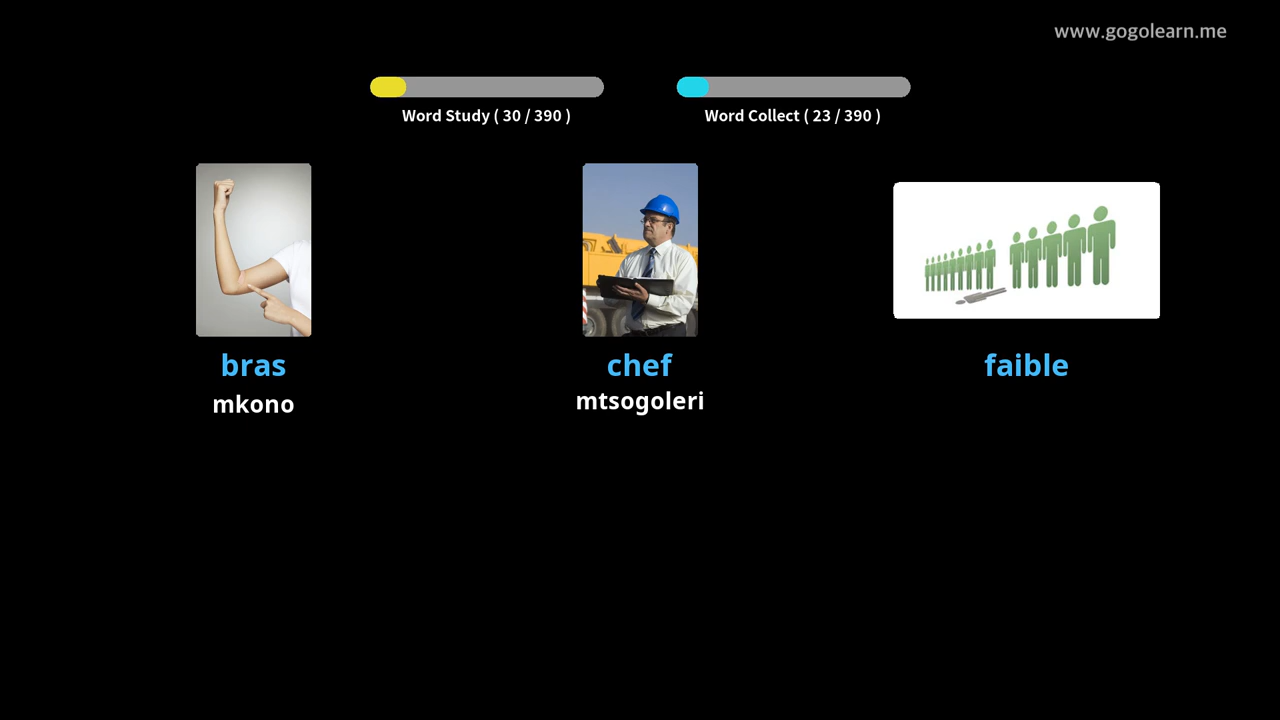 www.gogolearn.me
Word Study ( 30 / 390 )
Word Collect ( 23 / 390 )
bras
mkono
chef
mtsogoleri
faible